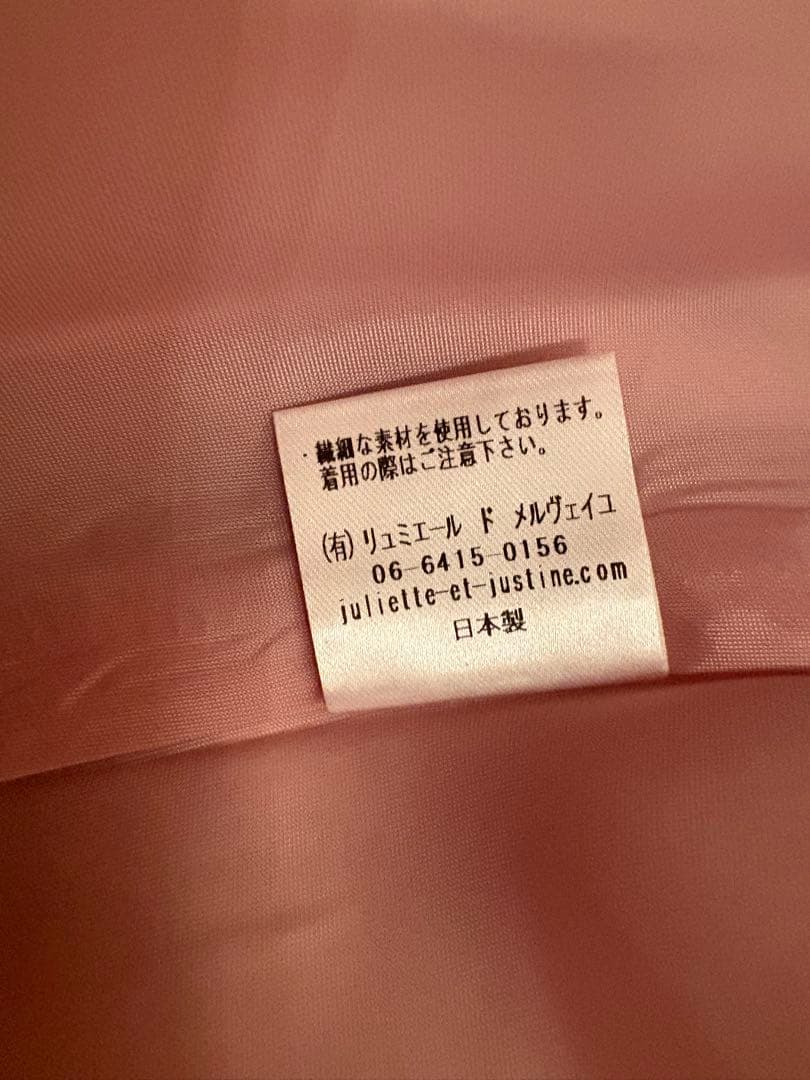 ・繊細な素材を使用しております。
着用の際はご注意下さい。
(有)リュミエール ド メルヴェイユ
06-6415-0156
juliette-et-justine.com
日本製